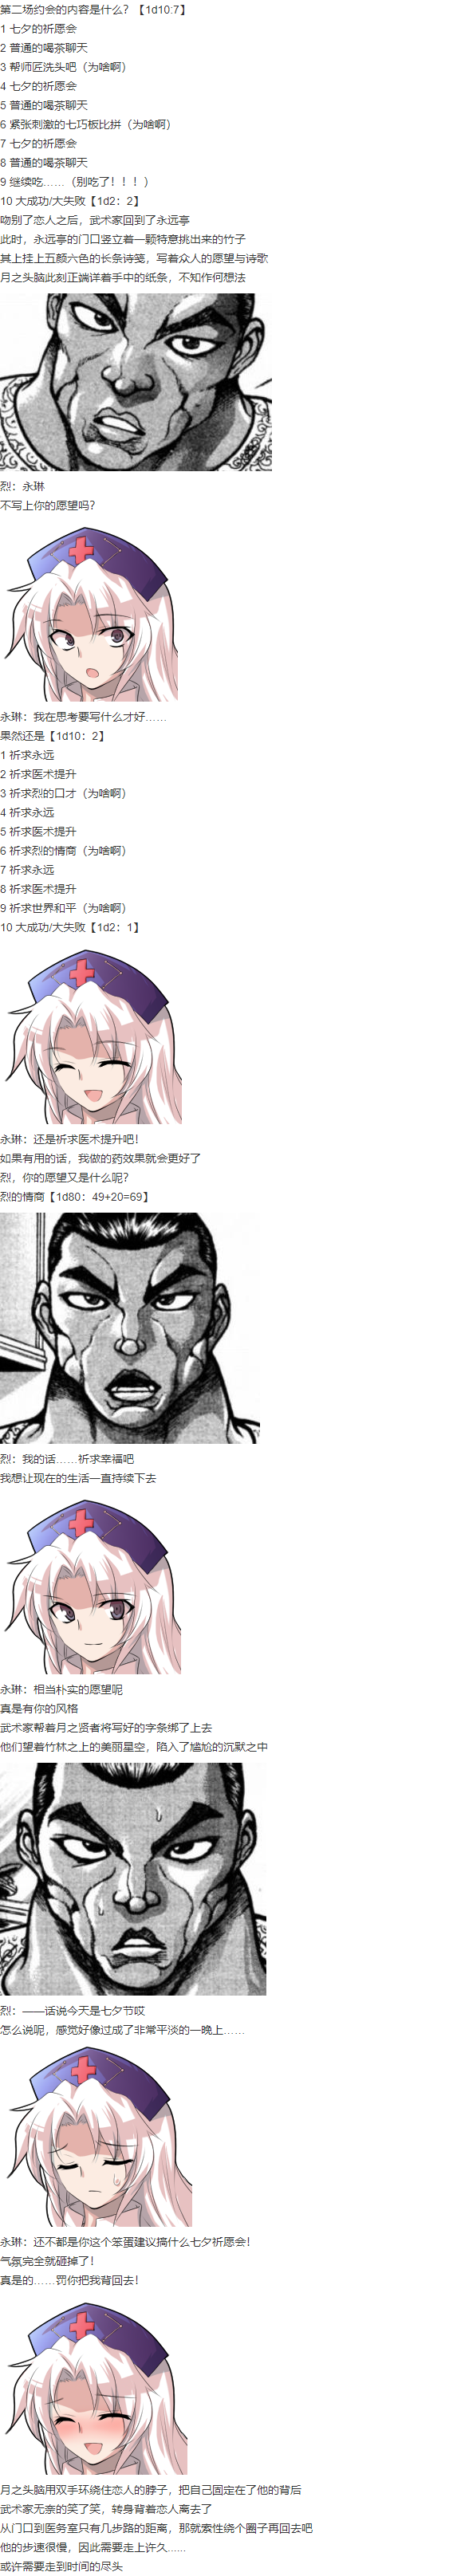 第二场约会的内容是什么？【1d10:7】
1 七夕的祈愿会
2 普通的喝茶聊天
3 帮师匠洗头吧（为啥啊）
4 七夕的祈愿会
5 普通的喝茶聊天
6 紧张刺激的七巧板比拼（为啥啊）
7 七夕的祈愿会
8 普通的喝茶聊天
9 继续吃……（别吃了！！！）
10 大成功/大失败【1d2：2】
吻别了恋人之后，武术家回到了永远亭
此时，永远亭的门口竖立着一颗特意挑出来的竹子
其上挂上五颜六色的长条诗笺，写着众人的愿望与诗歌
月之头脑此刻正端详着手中的纸条，不知作何想法
烈：永琳
不写上你的愿望吗？
永琳：我在思考要写什么才好……
果然还是【1d10：2】
1 祈求永远
2 祈求医术提升
3 祈求烈的口才（为啥啊）
4 祈求永远
5 祈求医术提升
6 祈求烈的情商（为啥啊）
7 祈求永远
8 祈求医术提升
9 祈求世界和平（为啥啊）
10 大成功/大失败【1d2：1】
永琳：还是祈求医术提升吧！
如果有用的话，我做的药效果就会更好了
烈，你的愿望又是什么呢？
烈的情商【1d80：49+20=69】
烈：我的话……祈求幸福吧
我想让现在的生活一直持续下去
永琳：相当朴实的愿望呢
真是有你的风格
武术家帮着月之贤者将写好的字条绑了上去
他们望着竹林之上的美丽星空，陷入了尴尬的沉默之中
烈：——话说今天是七夕节哎
怎么说呢，感觉好像过成了非常平淡的一晚上……
永琳：还不都是你这个笨蛋建议搞什么七夕祈愿会！
气氛完全就砸掉了！
真是的……罚你把我背回去！
月之头脑用双手环绕住恋人的脖子，把自己固定在了他的背后
武术家无奈的笑了笑，转身背着恋人离去了
从门口到医务室只有几步路的距离，那就索性绕个圈子再回去吧
他的步速很慢，因此需要走上许久......
或许需要走到时间的尽头